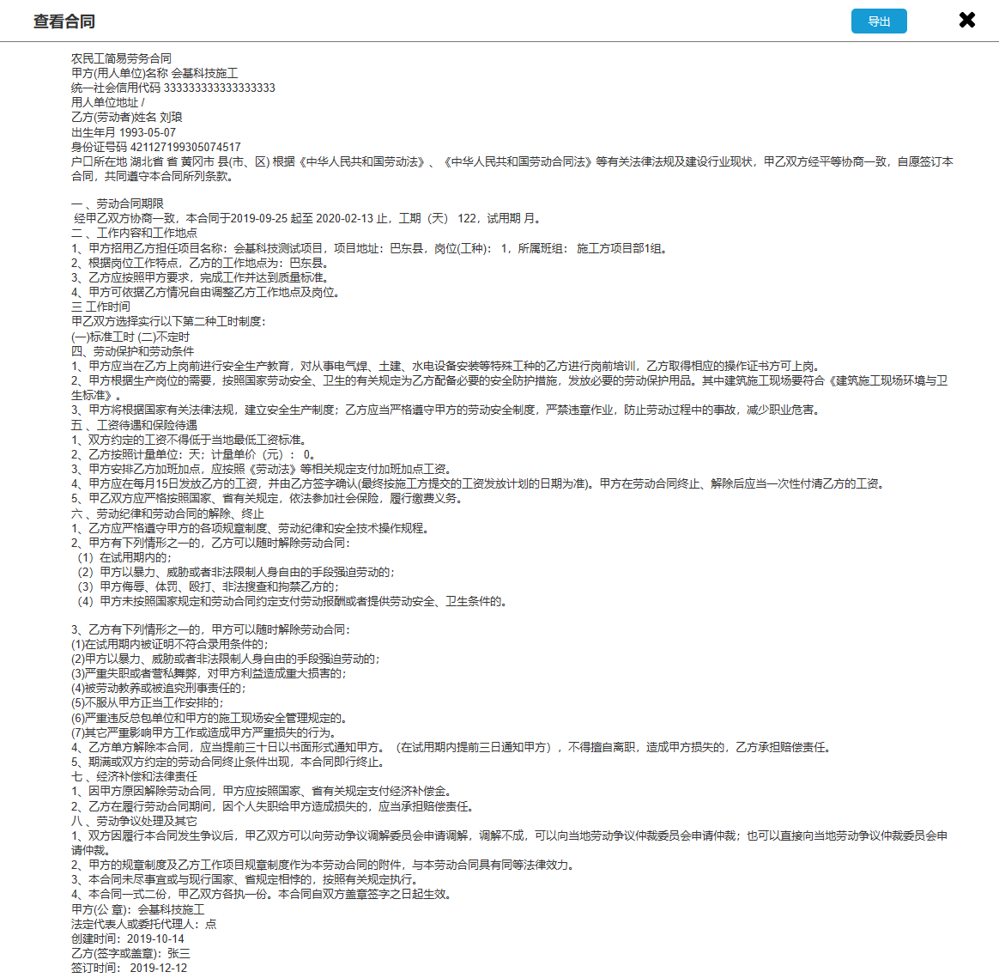 查看合同
导出
农民工简易劳务合同
甲方(用人单位)名称 会基科技施工
统一社会信用代码 333333333333333333
用人单位地址 /
乙方(劳动者)姓名 刘琅
出生年月 1993-05-07
身份证号码 421127199305074517
户口所在地 湖北省 省 黄冈市 县(市、区) 根据《中华人民共和国劳动法》、《中华人民共和国劳动合同法》等有关法律法规及建设行业现状，甲乙双方经平等协商一致，自愿签订本
合同，共同遵守本合同所列条款。
一 、劳动合同期限
经甲乙双方协商一致，本合同于2019-09-25 起至 2020-02-13 止，工期（天） 122，试用期 月。
二 、工作内容和工作地点
1、甲方招用乙方担任项目名称：会基科技测试项目，项目地址：巴东县，岗位(工种)： 1，所属班组： 施工方项目部1组。
2、根据岗位工作特点，乙方的工作地点为：巴东县。
3、乙方应按照甲方要求，完成工作并达到质量标准。
4、甲方可依据乙方情况自由调整乙方工作地点及岗位。
三 工作时间
甲乙双方选择实行以下第二种工时制度：
(一)标准工时 (二)不定时
四、劳动保护和劳动条件
1、甲方应当在乙方上岗前进行安全生产教育，对从事电气焊、土建、水电设备安装等特殊工种的乙方进行岗前培训，乙方取得相应的操作证书方可上岗。
2、甲方根据生产岗位的需要，按照国家劳动安全、卫生的有关规定为乙方配备必要的安全防护措施，发放必要的劳动保护用品。其中建筑施工现场要符合《建筑施工现场环境与卫
生标准》。
3、甲方将根据国家有关法律法规，建立安全生产制度；乙方应当严格遵守甲方的劳动安全制度，严禁违章作业，防止劳动过程中的事故，减少职业危害。
五 、工资待遇和保险待遇
1、双方约定的工资不得低于当地最低工资标准。
2、乙方按照计量单位：天；计量单价（元）： 0。
3、甲方安排乙方加班加点，应按照《劳动法》等相关规定支付加班加点工资。
4、甲方应在每月15日发放乙方的工资，并由乙方签字确认(最终按施工方提交的工资发放计划的日期为准)。甲方在劳动合同终止、解除后应当一次性付清乙方的工资。
5、甲乙双方应严格按照国家、省有关规定，依法参加社会保险，履行缴费义务。
六 、劳动纪律和劳动合同的解除、终止
1、乙方应严格遵守甲方的各项规章制度、劳动纪律和安全技术操作规程。
2、甲方有下列情形之一的，乙方可以随时解除劳动合同：
（1）在试用期内的；
（2）甲方以暴力、威胁或者非法限制人身自由的手段强迫劳动的；
（3）甲方侮辱、体罚、殴打、非法搜查和拘禁乙方的；
（4）甲方未按照国家规定和劳动合同约定支付劳动报酬或者提供劳动安全、卫生条件的。
3、乙方有下列情形之一的，甲方可以随时解除劳动合同：
(1)在试用期内被证明不符合录用条件的；
(2)甲方以暴力、威胁或者非法限制人身自由的手段强迫劳动的；
(3)严重失职或者营私舞弊，对甲方利益造成重大损害的；
(4)被劳动教养或被追究刑事责任的；
(5)不服从甲方正当工作安排的；
(6)严重违反总包单位和甲方的施工现场安全管理规定的。
(7)其它严重影响甲方工作或造成甲方严重损失的行为。
4、乙方单方解除本合同，应当提前三十日以书面形式通知甲方。（在试用期内提前三日通知甲方），不得擅自离职，造成甲方损失的，乙方承担赔偿责任。
5、期满或双方约定的劳动合同终止条件出现，本合同即行终止。
七 、经济补偿和法律责任
1、因甲方原因解除劳动合同，甲方应按照国家、省有关规定支付经济补偿金。
2、乙方在履行劳动合同期间，因个人失职给甲方造成损失的，应当承担赔偿责任。
八 、劳动争议处理及其它
1、双方因履行本合同发生争议后，甲乙双方可以向劳动争议调解委员会申请调解，调解不成，可以向当地劳动争议仲裁委员会申请仲裁；也可以直接向当地劳动争议仲裁委员会申
请仲裁。
2、甲方的规章制度及乙方工作项目规章制度作为本劳动合同的附件，与本劳动合同具有同等法律效力。
3、本合同未尽事宜或与现行国家、省规定相悖的，按照有关规定执行。
4、本合同一式二份，甲乙双方各执一份。本合同自双方盖章签字之日起生效。
甲方(公 章)：会基科技施工
法定代表人或委托代理人：点
创建时间：2019-10-14
乙方(签字或盖章)：张三
签订时间： 2019-12-12